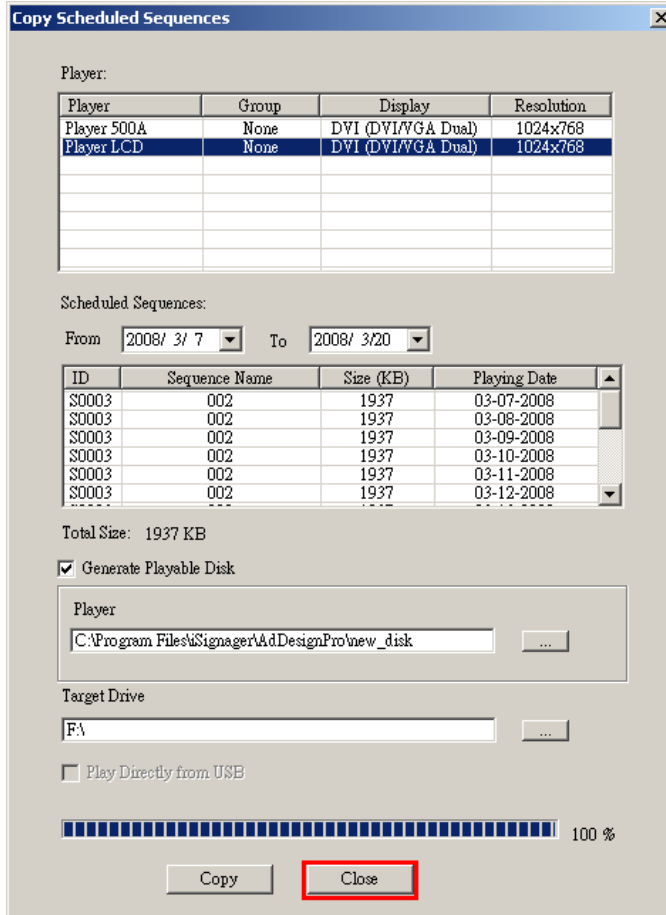 Copy Scheduled Sequences
Player:
Player Group Display Resolution
Player 500A None DVI (DVI/VGA Dual) 1024x768
Player LCD None DVI (DVI/VGA Dual) 1024x768
Scheduled Sequences:
From 2008/ 3/ 7 To 2008/ 3/20
ID Sequence Name Size (KB) Playing Date
S0003 002 1937 03-07-2008
S0003 002 1937 03-08-2008
S0003 002 1937 03-09-2008
S0003 002 1937 03-10-2008
S0003 002 1937 03-11-2008
S0003 002 1937 03-12-2008
Total Size: 1937 KB
Generate Playable Disk
Player
C:\Program Files\iSignager\AdDesignPro\new_disk ...
Target Drive
F:\ ...
Play Directly from USB
100 %
Copy Close